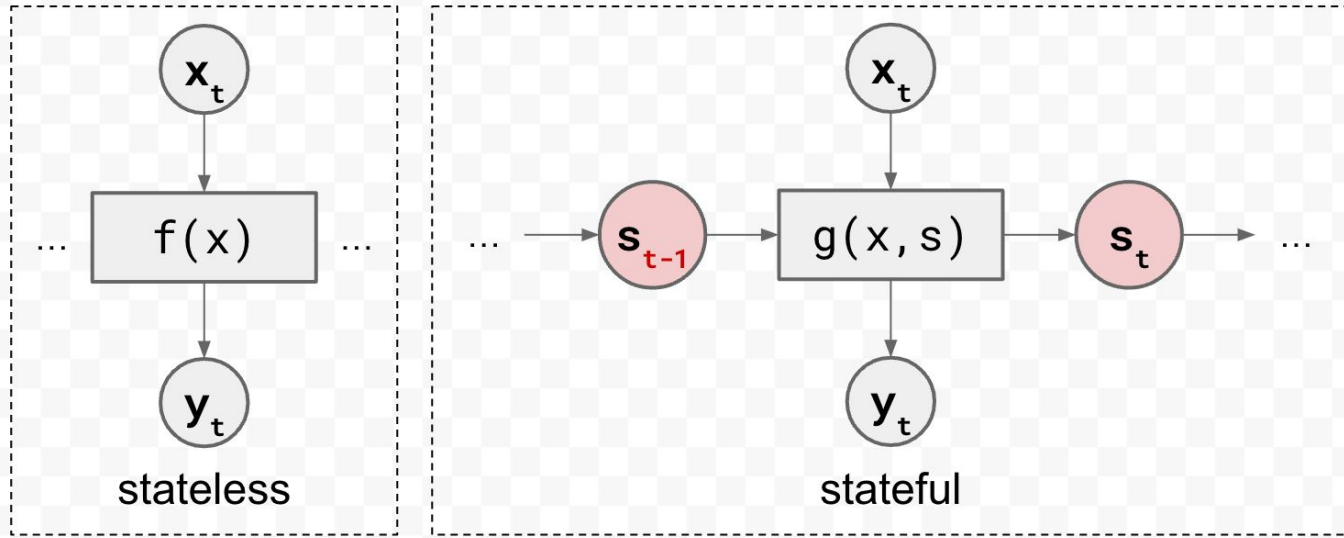 x_t
... f(x) ...
y_t
stateless
x_t
... s_t-1 g(x,s) s_t ...
y_t
stateful